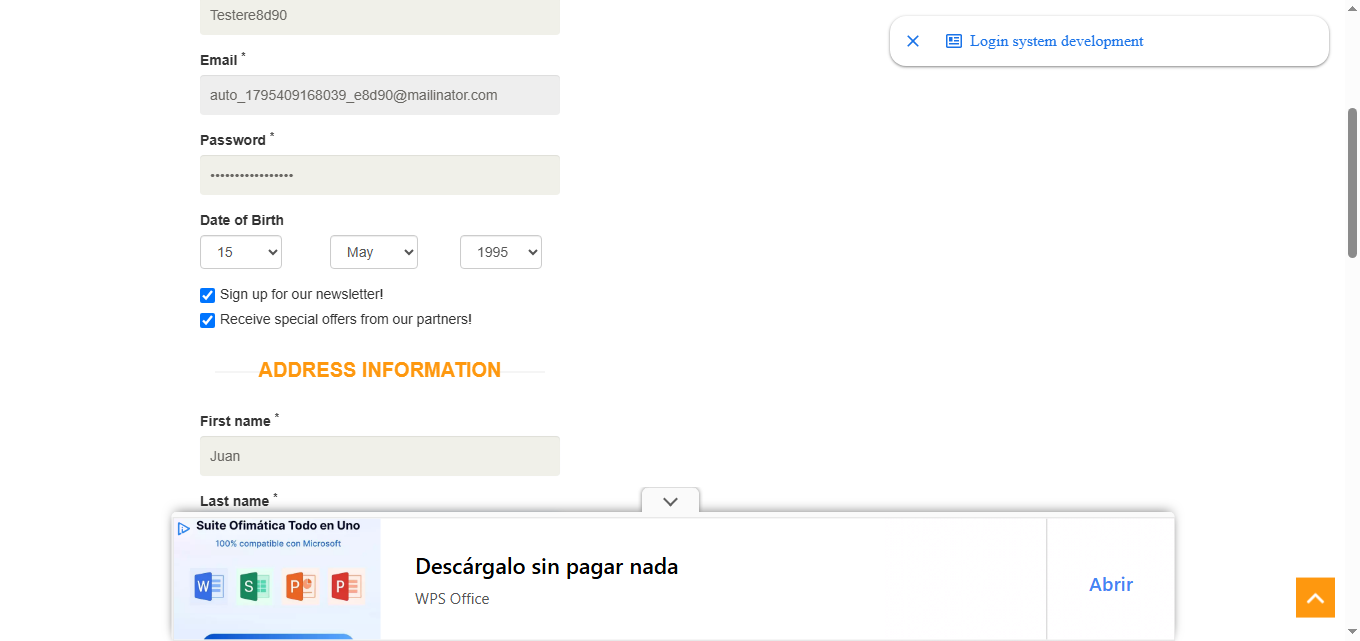 Testere8d90
Login system development
Email *
auto_1795409168039_e8d90@mailinator.com
Password *
•••••••••••••••••
Date of Birth
15 May 1995
Sign up for our newsletter!
Receive special offers from our partners!
ADDRESS INFORMATION
First name *
Juan
Last name *
Suite Ofimática Todo en Uno
100% compatible con Microsoft
W S P P
Descárgalo sin pagar nada
WPS Office
Abrir